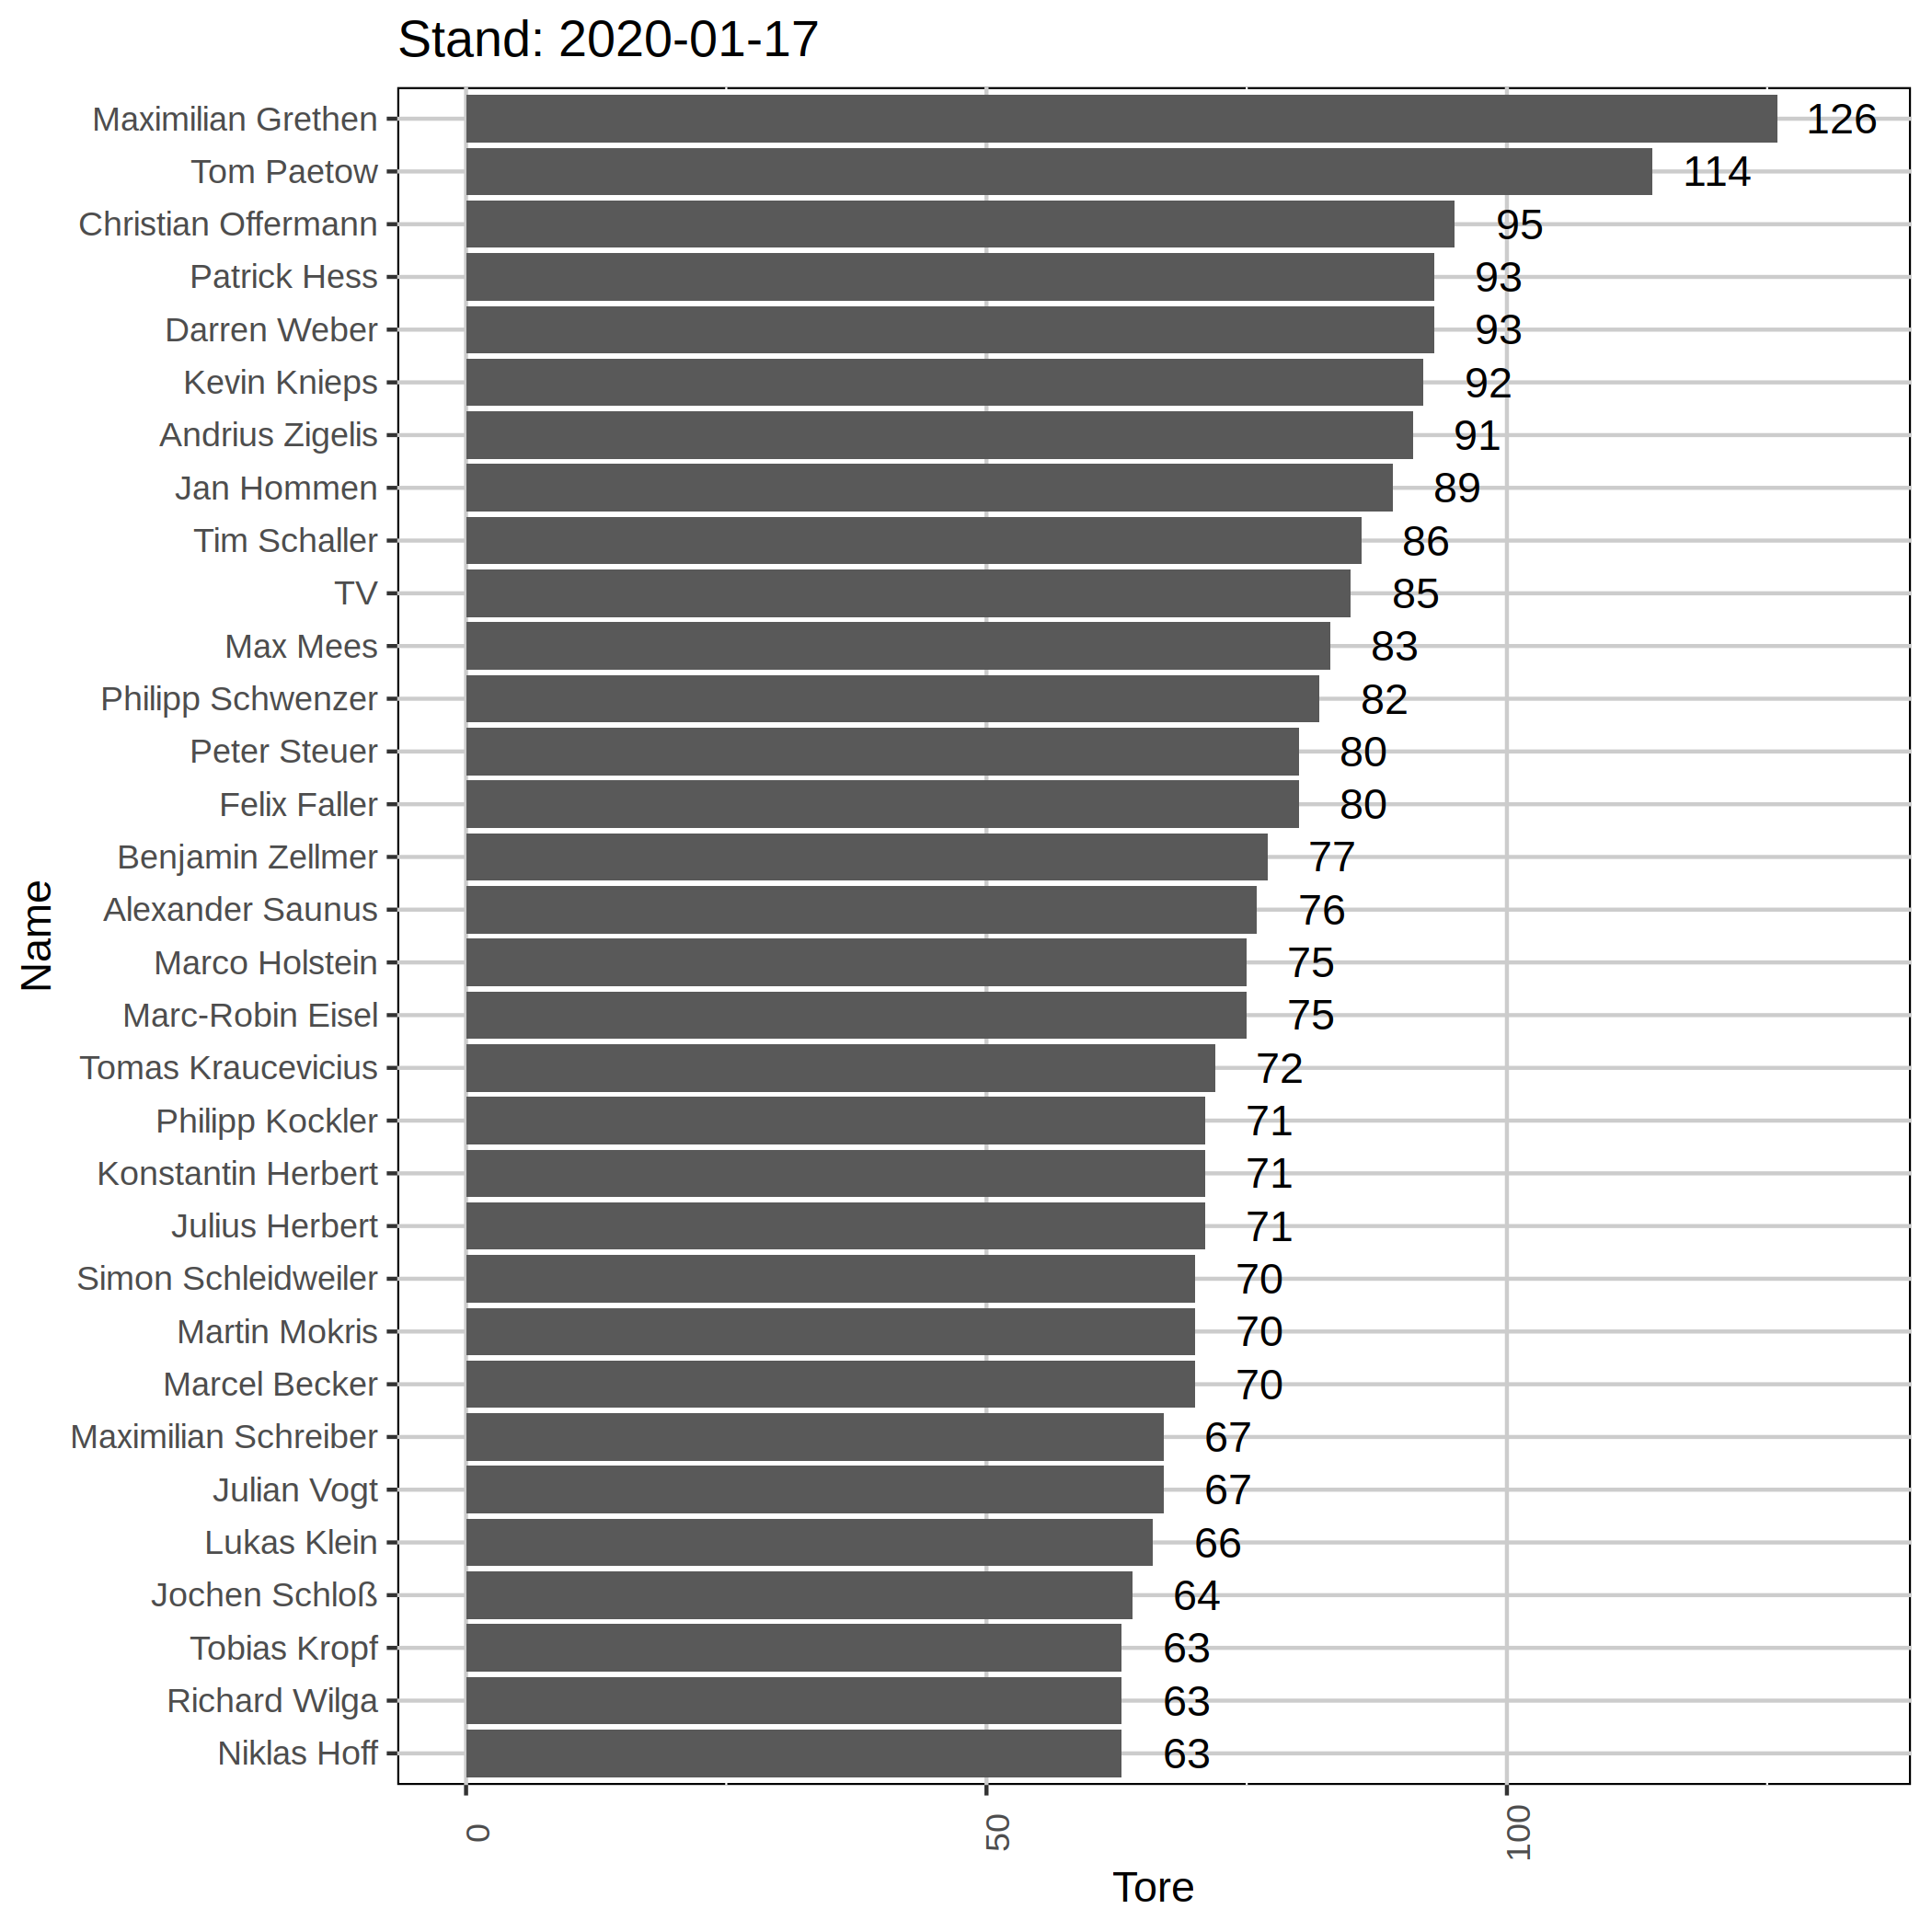 Stand: 2020-01-17
Maximilian Grethen 126
Tom Paetow 114
Christian Offermann 95
Patrick Hess 93
Darren Weber 93
Kevin Knieps 92
Andrius Zigelis 91
Jan Hommen 89
Tim Schaller 86
TV 85
Max Mees 83
Philipp Schwenzer 82
Peter Steuer 80
Felix Faller 80
Benjamin Zellmer 77
Alexander Saunus 76
Marco Holstein 75
Marc-Robin Eisel 75
Tomas Kraucevicius 72
Philipp Kockler 71
Konstantin Herbert 71
Julius Herbert 71
Simon Schleidweiler 70
Martin Mokris 70
Marcel Becker 70
Maximilian Schreiber 67
Julian Vogt 67
Lukas Klein 66
Jochen Schloß 64
Tobias Kropf 63
Richard Wilga 63
Niklas Hoff 63
Name
0 50 100
Tore